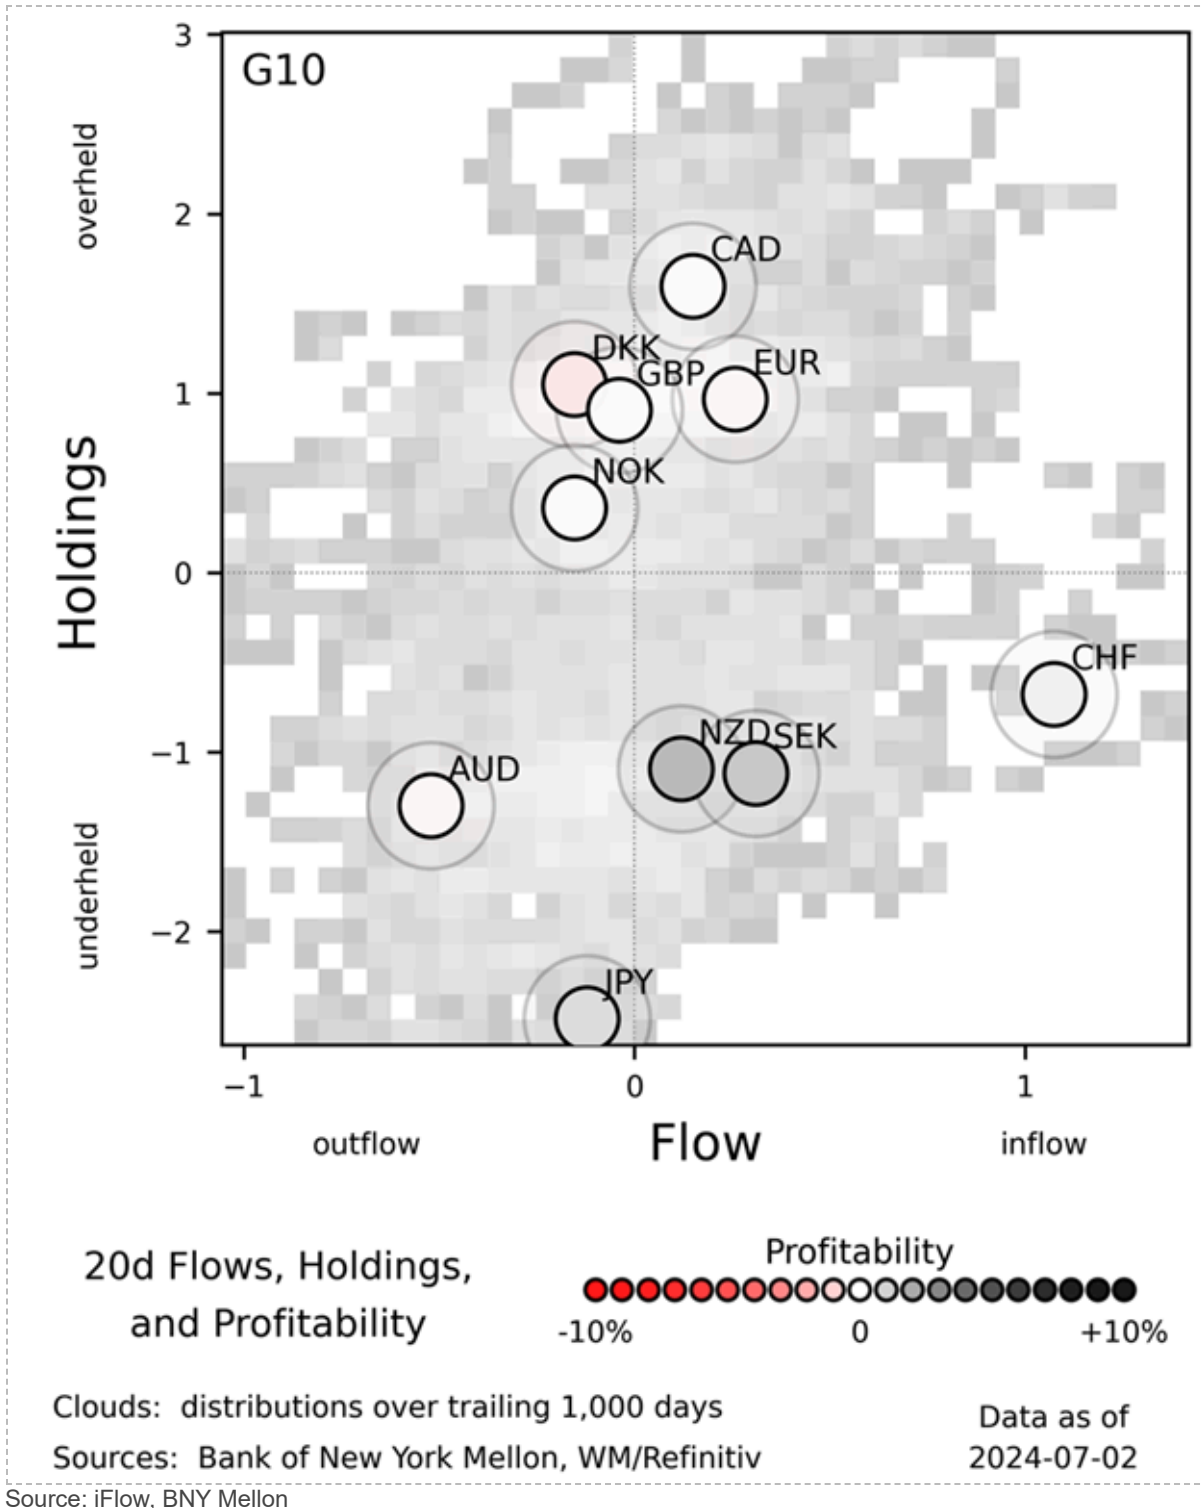 G10
3
2
1
0
−1
−2
overheld
Holdings
underheld
CAD
DKK
GBP
EUR
NOK
CHF
NZD
SEK
AUD
JPY
−1
0
1
outflow
Flow
inflow
20d Flows, Holdings,
and Profitability
Profitability
-10%
0
+10%
Clouds:  distributions over trailing 1,000 days
Sources:  Bank of New York Mellon, WM/Refinitiv
Data as of
2024-07-02
Source: iFlow, BNY Mellon